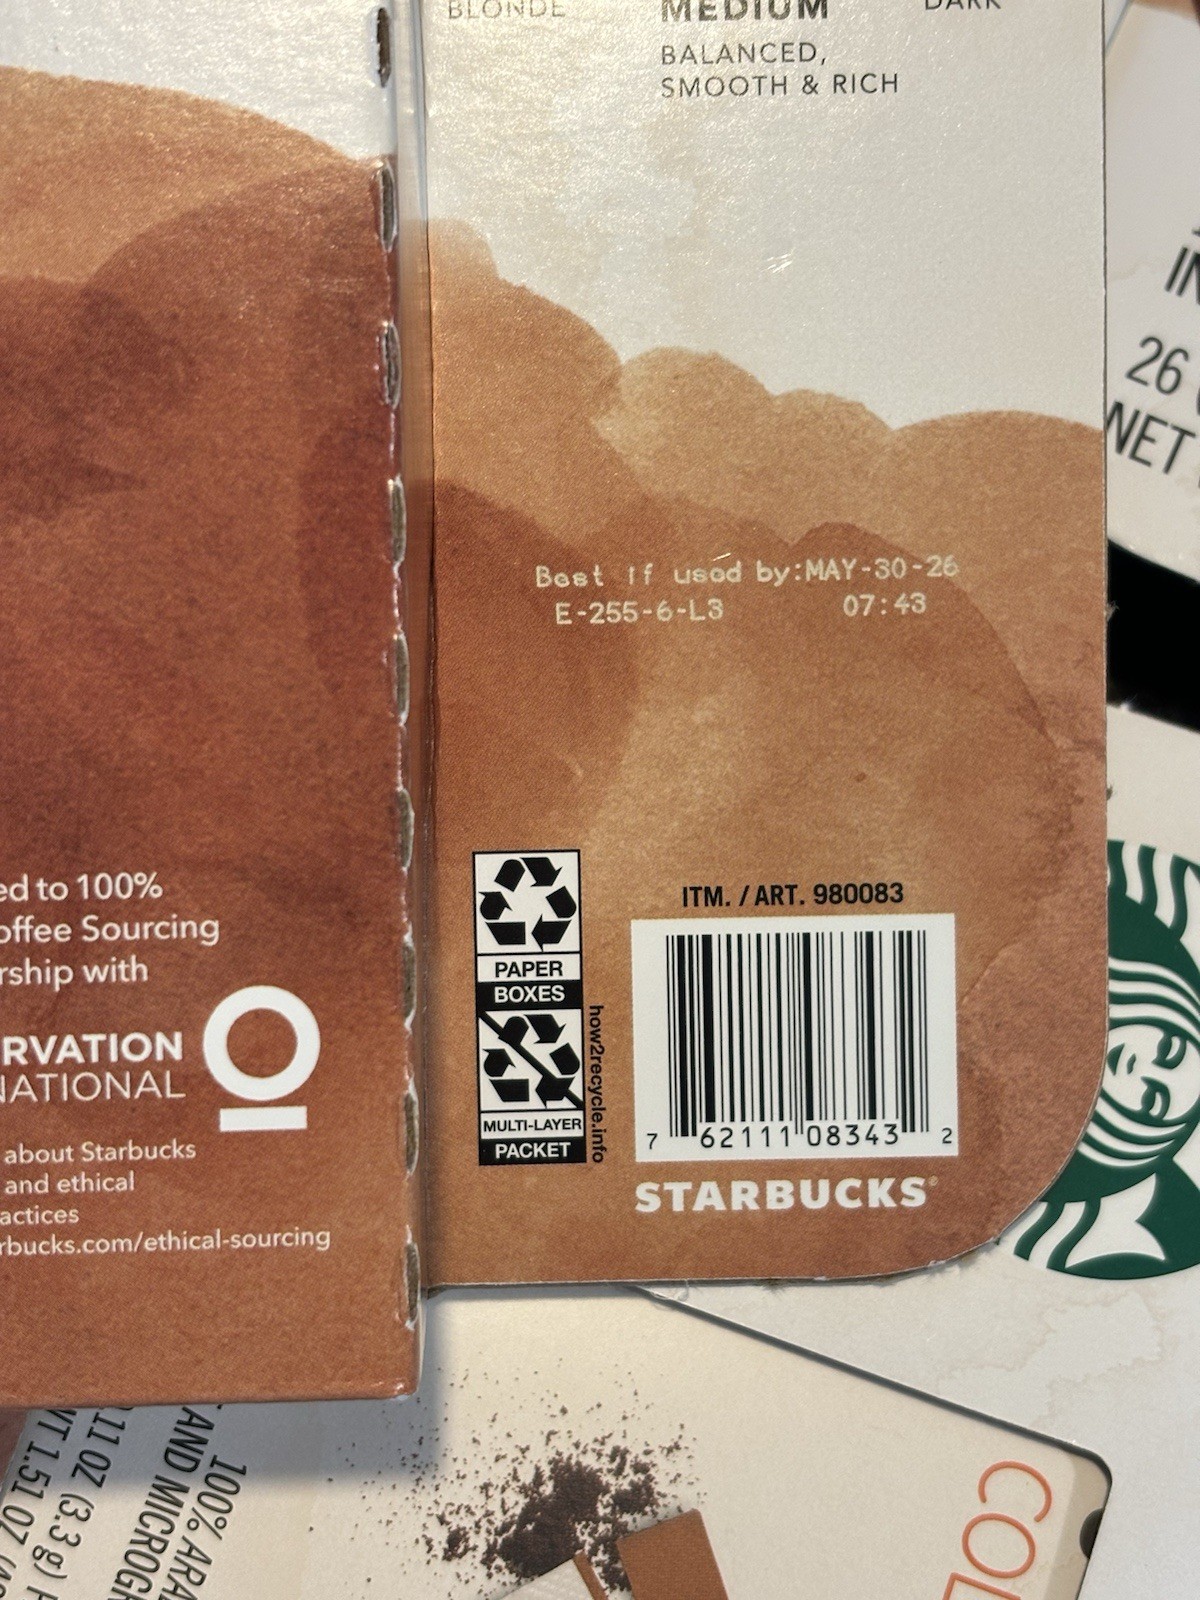 BLONDE
MEDIUM
DARK
BALANCED,
SMOOTH & RICH
26
NET
Best if used by:MAY-30-26
E-255-6-L3 07:43
ed to 100%
offee Sourcing
rship with
RVATION
NATIONAL
about Starbucks
and ethical
actices
rbucks.com/ethical-sourcing
PAPER
BOXES
MULTI-LAYER
PACKET
how2recycle.info
ITM. / ART. 980083
7 62111 08343 2
STARBUCKS®
100% ARA
AND MICROG
.11 OZ (3.3 g)
WT 1.51 OZ
COL